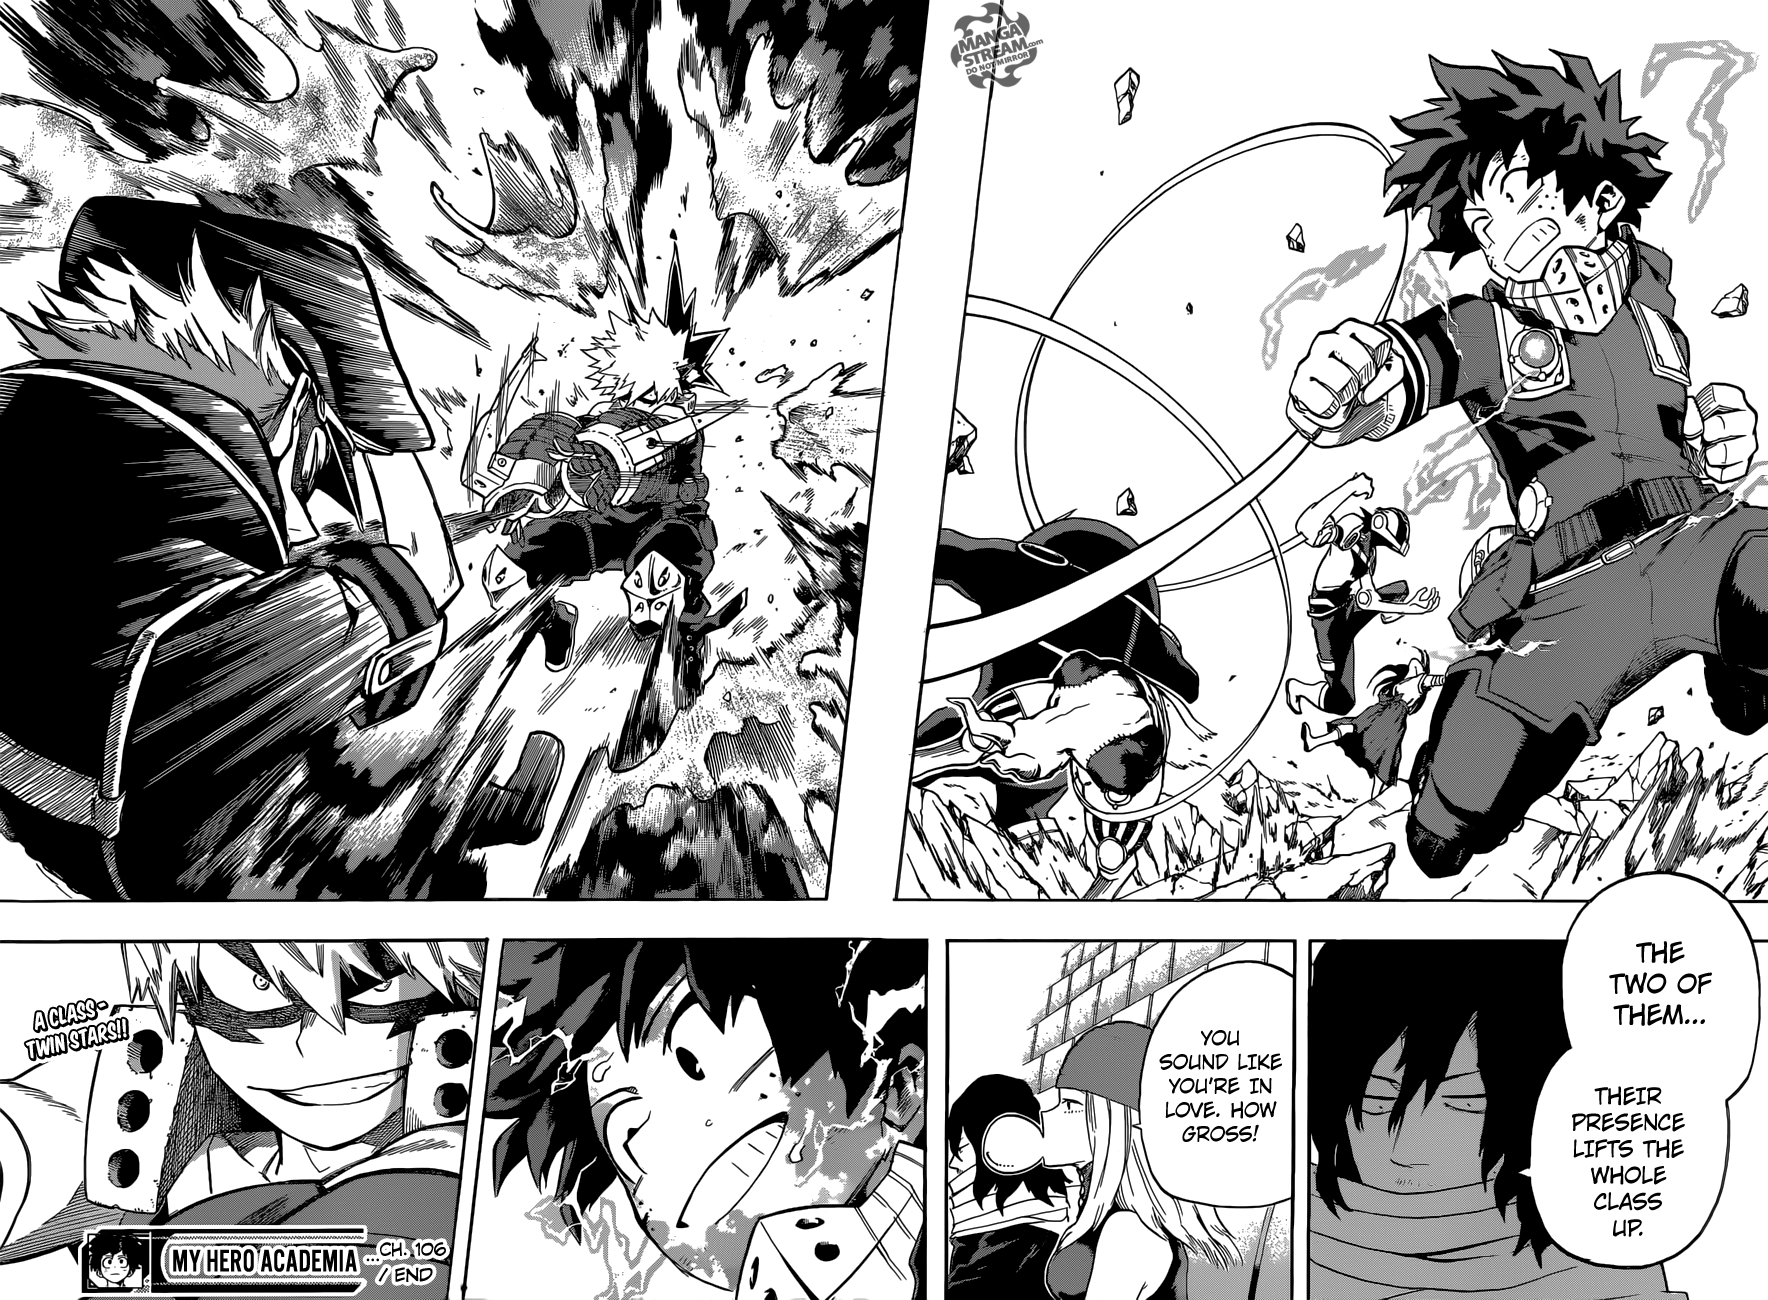 MANGA
STREAM.com
DO NOT MIRROR
THE
TWO OF
THEM...
THEIR
PRESENCE
LIFTS THE
WHOLE
CLASS
UP.
YOU
SOUND LIKE
YOU'RE IN
LOVE. HOW
GROSS!
A CLASS-
TWIN STARS!!
MY HERO ACADEMIA
...CH. 106
/ END